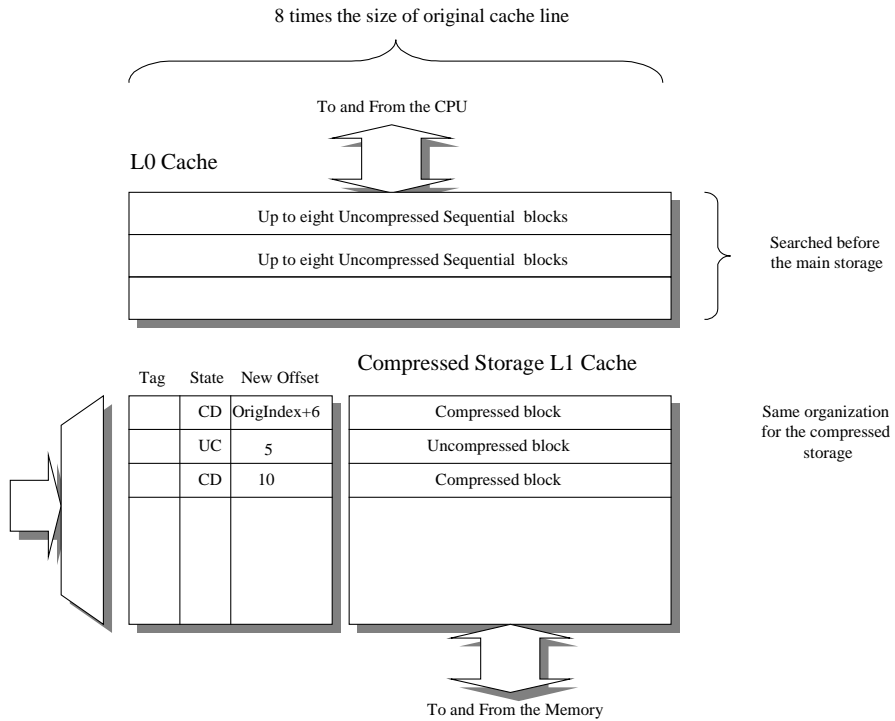 8 times the size of original cache line
To and From the CPU
L0 Cache
Up to eight Uncompressed Sequential blocks
Up to eight Uncompressed Sequential blocks
Searched before
the main storage
Compressed Storage L1 Cache
Tag State New Offset
CD OrigIndex+6 Compressed block
UC 5 Uncompressed block
CD 10 Compressed block
Same organization
for the compressed
storage
To and From the Memory